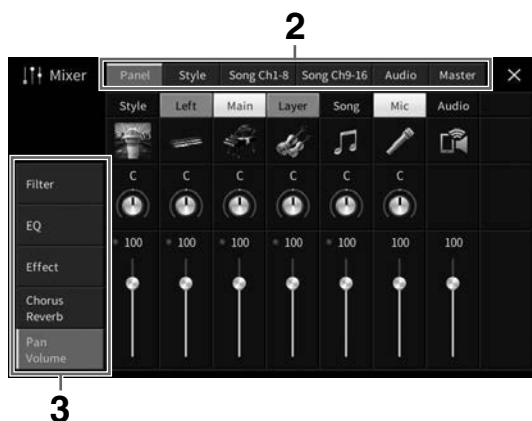 2
Mixer
Panel Style Song Ch1-8 Song Ch9-16 Audio Master ×
Style Left Main Layer Song Mic Audio
C C C C C C
Filter
EQ
100 100 100 100 100 100 100
Effect
Chorus
Reverb
Pan
Volume
3